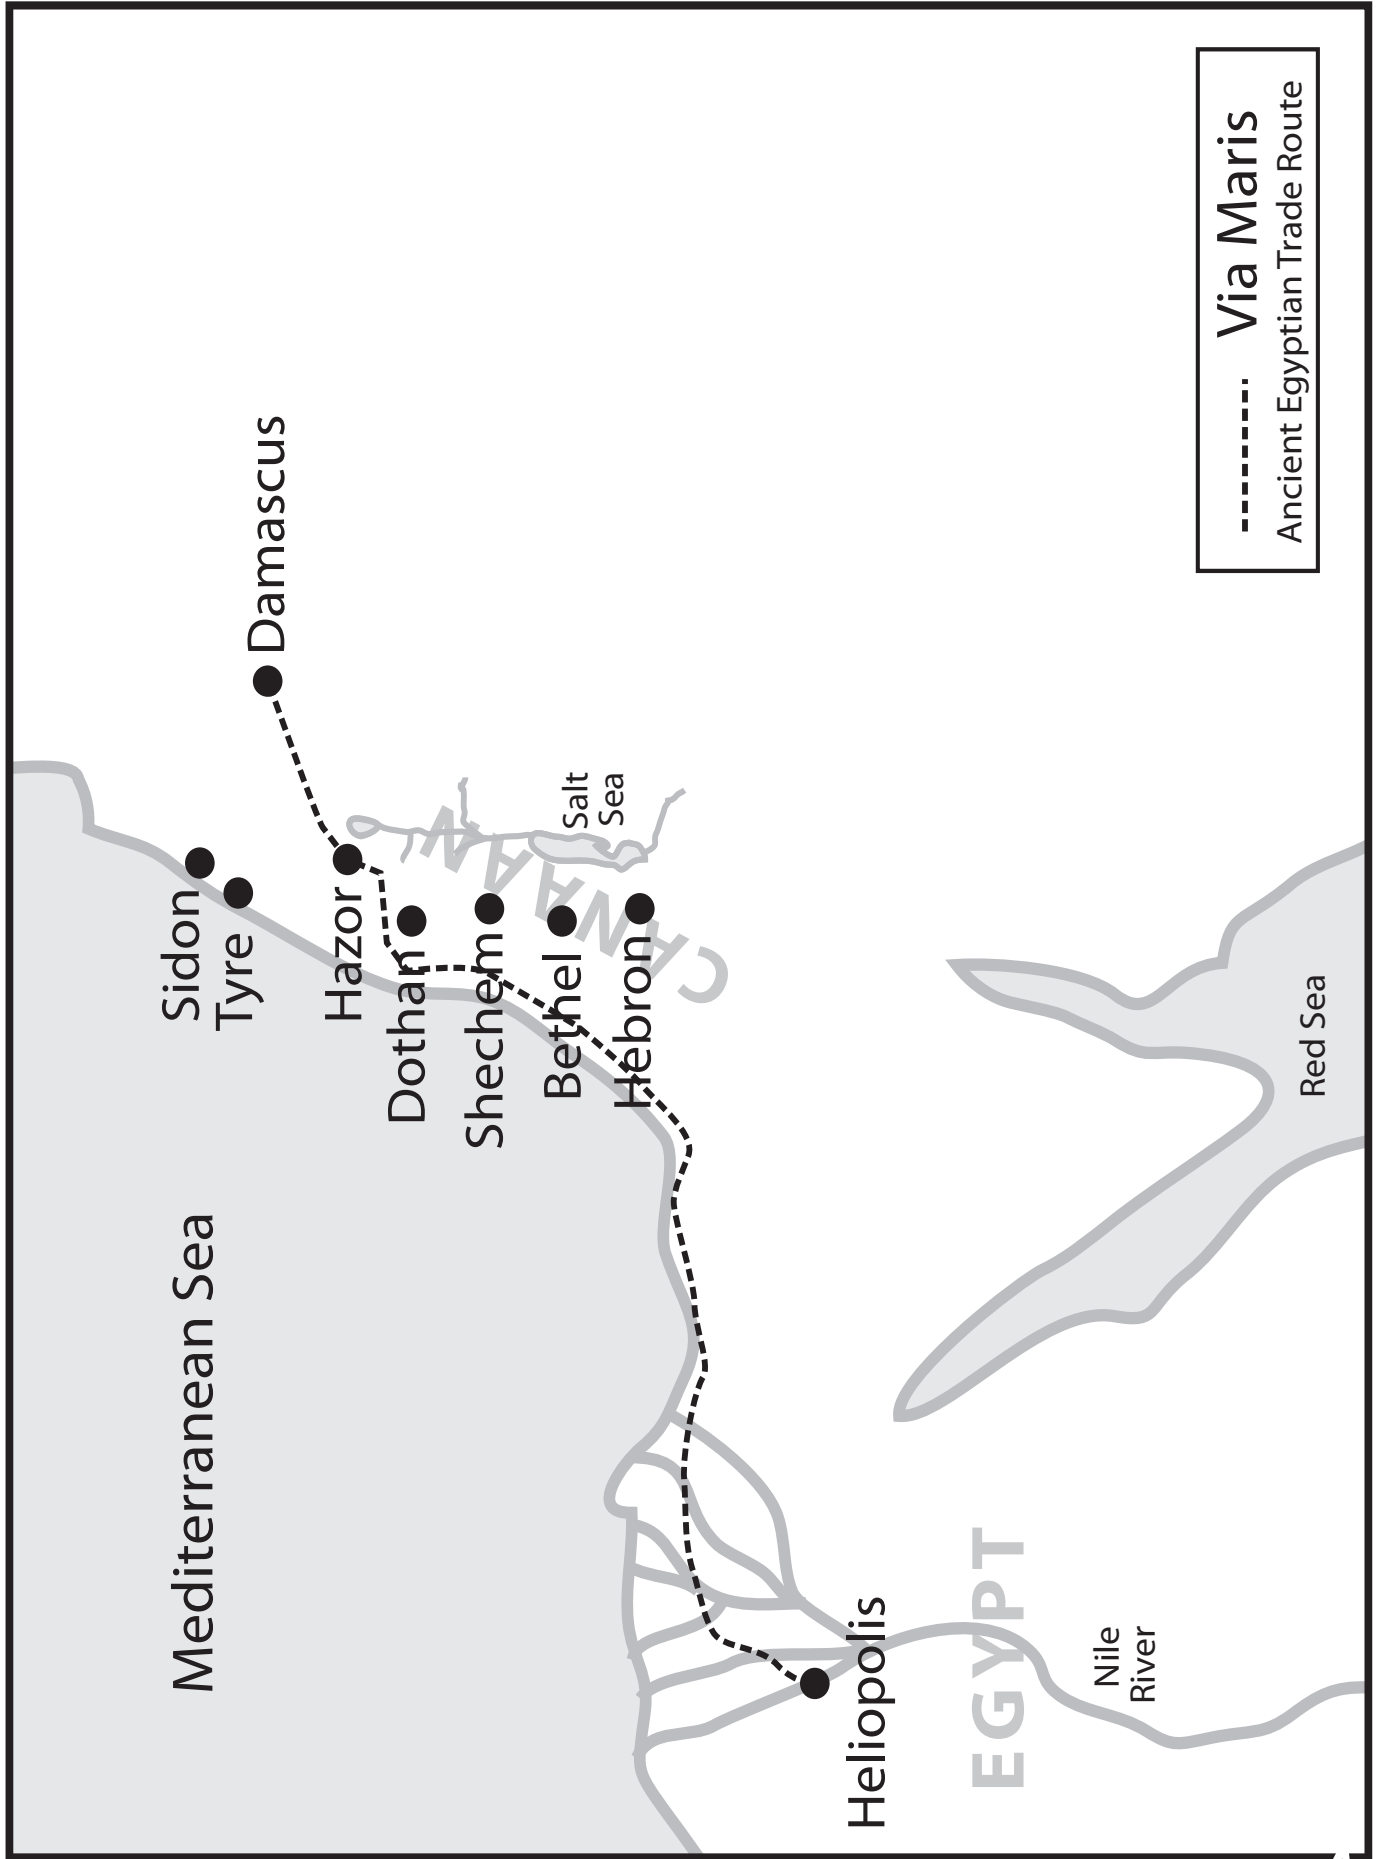 Mediterranean Sea
Sidon
Tyre
Damascus
Hazor
Dothan
Shechem
Bethel
Hebron
CANAAN
Salt
Sea
Heliopolis
EGYPT
Nile
River
Red Sea
Via Maris
Ancient Egyptian Trade Route